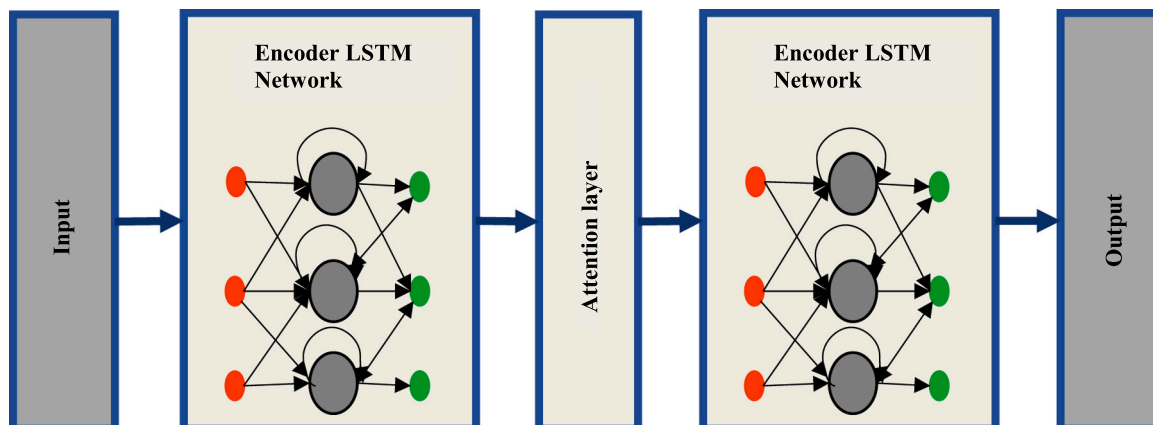 Input
Encoder LSTM
Network
Attention layer
Encoder LSTM
Network
Output